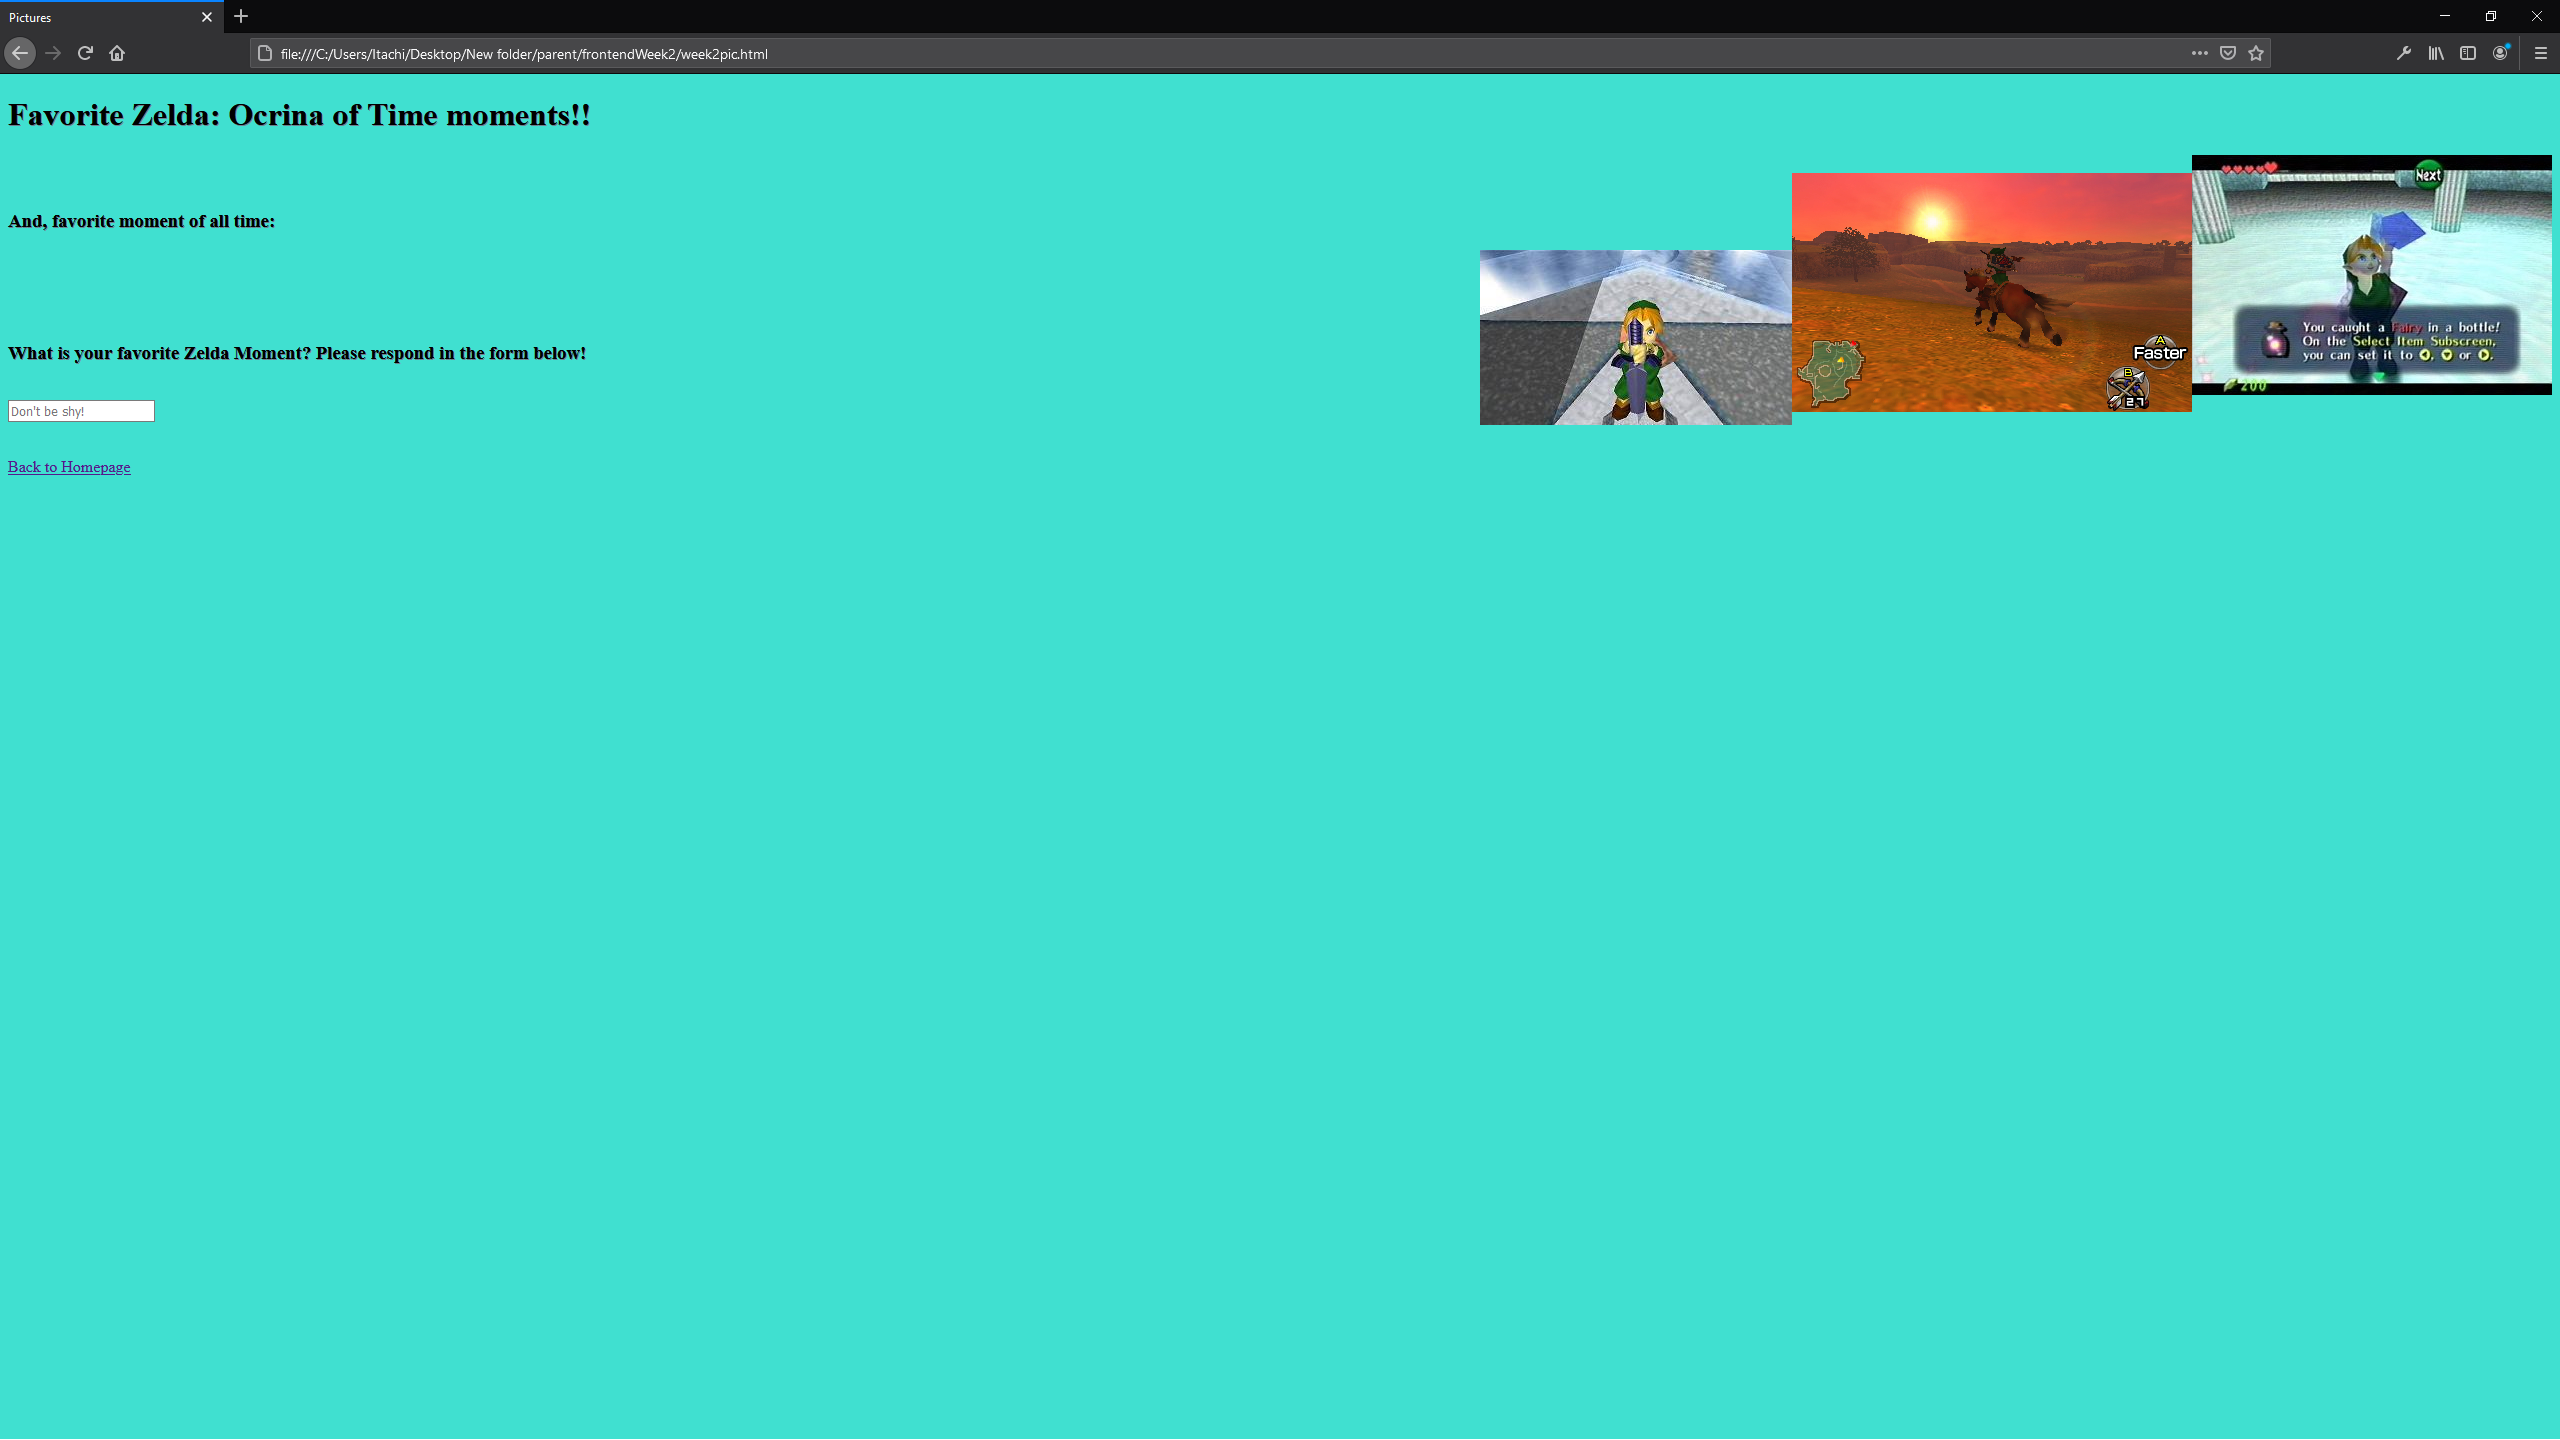 Pictures
file:///C:/Users/Itachi/Desktop/New folder/parent/frontendWeek2/week2pic.html
Favorite Zelda: Ocrina of Time moments!!
And, favorite moment of all time:
What is your favorite Zelda Moment? Please respond in the form below!
Don't be shy!
Back to Homepage
A
Faster
B
27
Next
You caught a Fairy in a bottle!
On the Select Item Subscreen,
you can set it to ◀, ▼ or ▶.
200